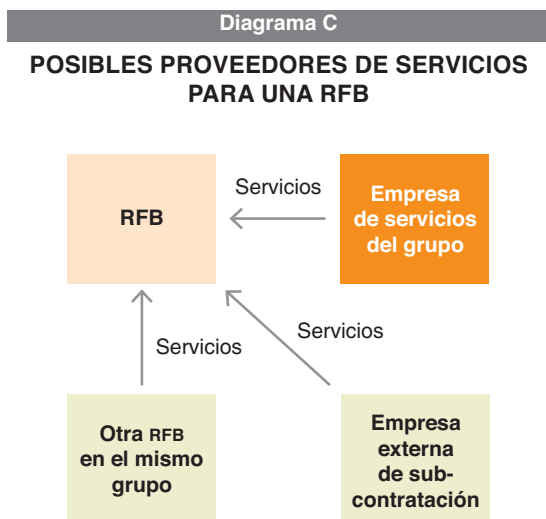 Diagrama C
POSIBLES PROVEEDORES DE SERVICIOS
PARA UNA RFB
RFB
Servicios
Empresa
de servicios
del grupo
Servicios
Servicios
Otra RFB
en el mismo
grupo
Empresa
externa
de sub-
contratación